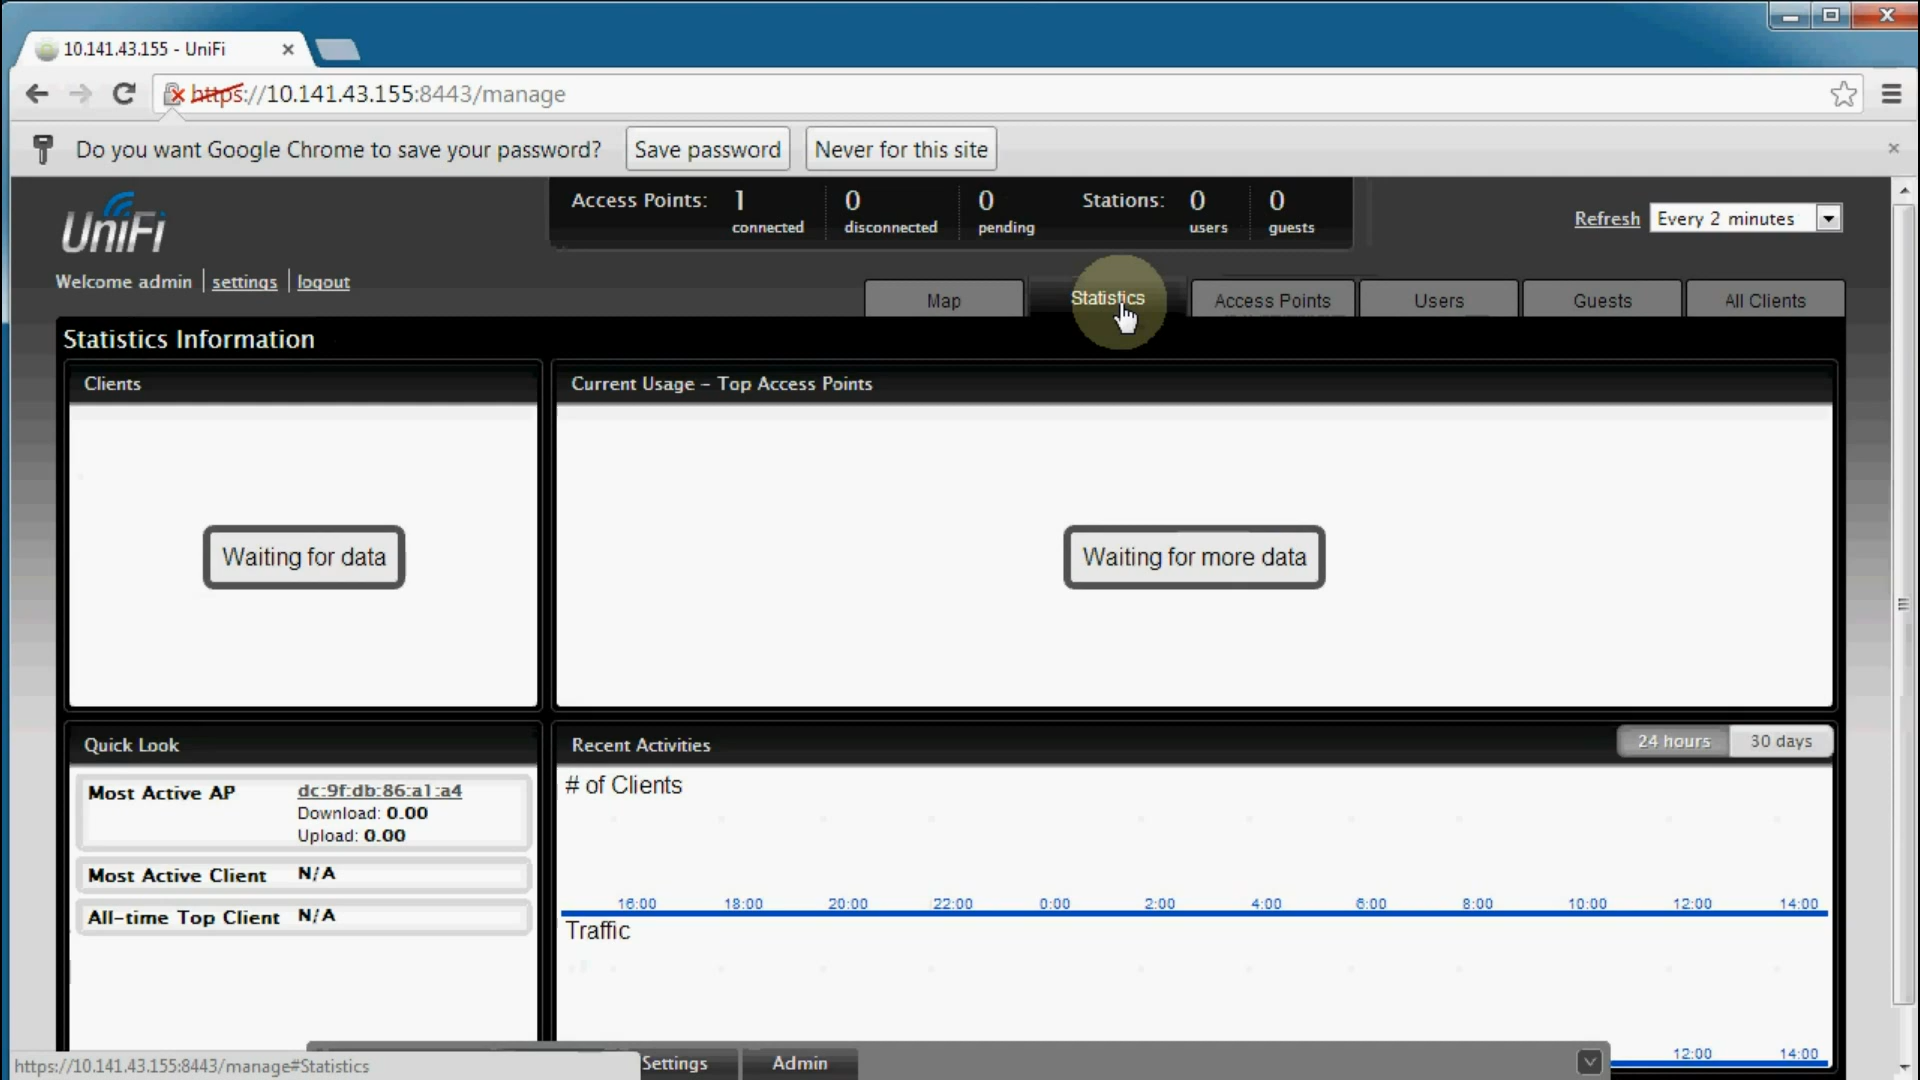 10.141.43.155 - UniFi
https://10.141.43.155:8443/manage
Do you want Google Chrome to save your password?
Save password
Never for this site
UniFi
Access Points:
1
connected
0
disconnected
0
pending
Stations:
0
users
0
guests
Refresh
Every 2 minutes
Welcome admin
settings
logout
Map
Statistics
Access Points
Users
Guests
All Clients
Statistics Information
Clients
Waiting for data
Current Usage – Top Access Points
Waiting for more data
Quick Look
Most Active AP
dc:9f:db:86:a1:a4
Download: 0.00
Upload: 0.00
Most Active Client
N/A
All-time Top Client
N/A
Recent Activities
24 hours
30 days
# of Clients
16:00 18:00 20:00 22:00 0:00 2:00 4:00 6:00 8:00 10:00 12:00 14:00
Traffic
12:00 14:00
Settings
Admin
https://10.141.43.155:8443/manage#Statistics